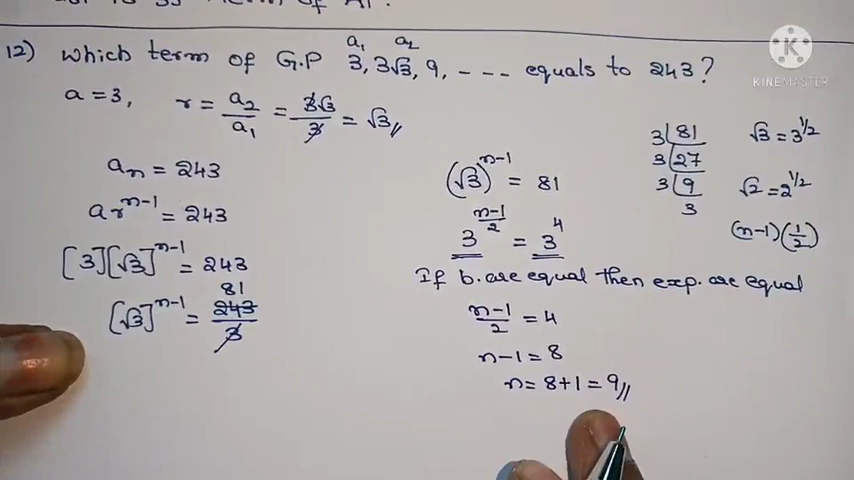 12) Which term of G.P 3, 3√3, 9, - - - equals to 243?
a₁ a₂
a = 3, r = a₂/a₁ = 3√3/3 = √3//
aₙ = 243
arⁿ⁻¹ = 243
[3][√3]ⁿ⁻¹ = 243
[√3]ⁿ⁻¹ = 243/3
81
(√3)ⁿ⁻¹ = 81
3^((n-1)/2) = 3⁴
If b. are equal then exp. are equal
(n-1)/2 = 4
n-1 = 8
n = 8+1 = 9//
3|81
3|27
3|9
3
√3 = 3^(1/2)
√2 = 2^(1/2)
(n-1)(1/2)
KINEMASTER